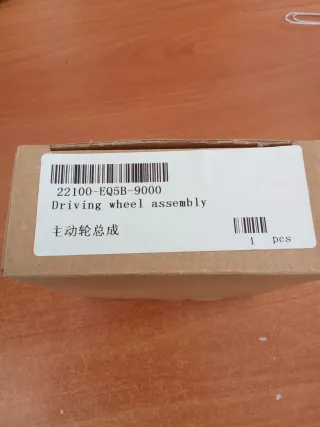 22100-EQ5B-9000
Driving wheel assembly
主动轮总成
1 pcs